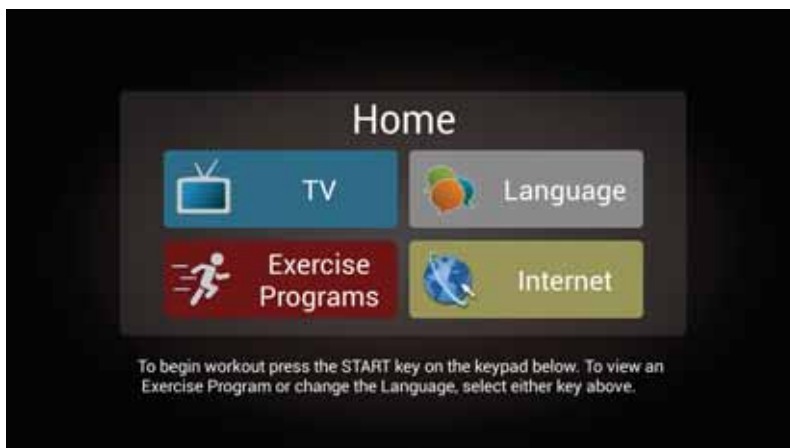 Home
TV
Language
Exercise
Programs
Internet
To begin workout press the START key on the keypad below. To view an
Exercise Program or change the Language, select either key above.